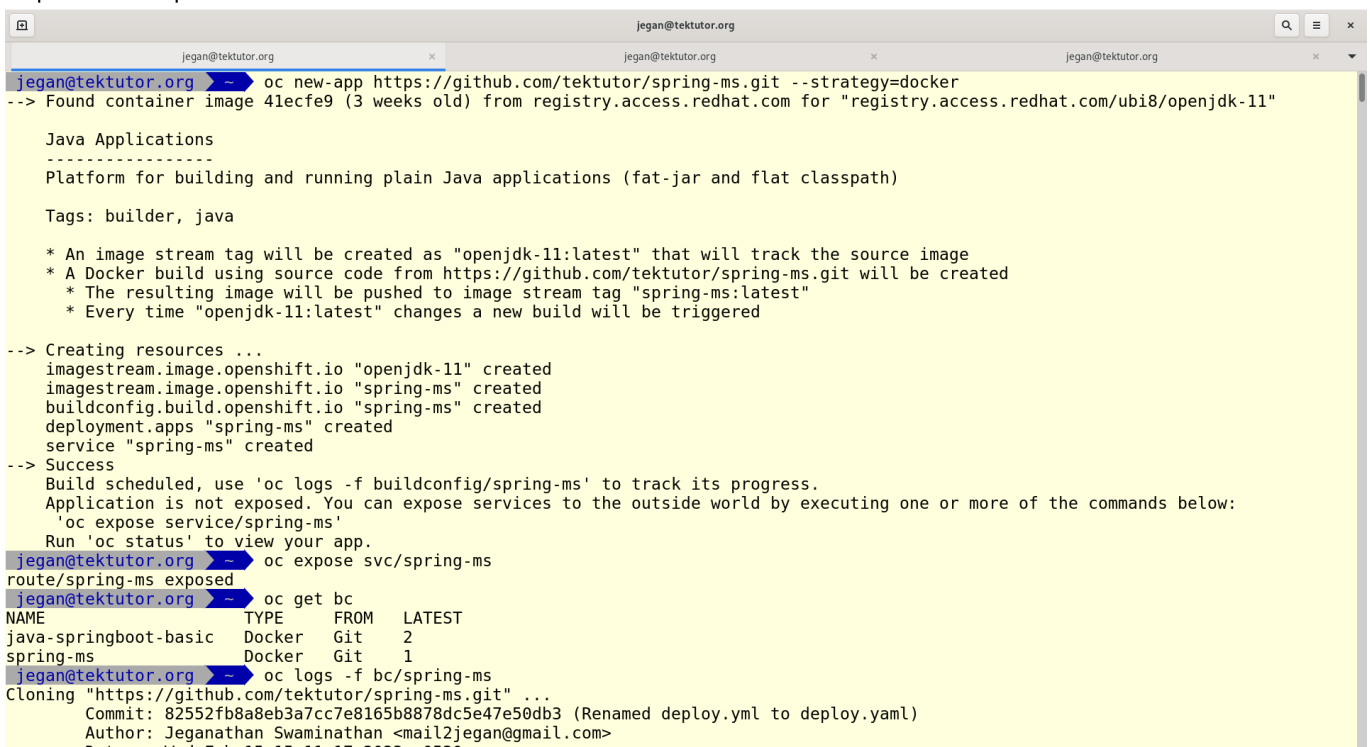 jegan@tektutor.org
jegan@tektutor.org × jegan@tektutor.org × jegan@tektutor.org ×
jegan@tektutor.org ~ oc new-app https://github.com/tektutor/spring-ms.git --strategy=docker
--> Found container image 41ecfe9 (3 weeks old) from registry.access.redhat.com for "registry.access.redhat.com/ubi8/openjdk-11"
Java Applications
-----------------
Platform for building and running plain Java applications (fat-jar and flat classpath)
Tags: builder, java
* An image stream tag will be created as "openjdk-11:latest" that will track the source image
* A Docker build using source code from https://github.com/tektutor/spring-ms.git will be created
* The resulting image will be pushed to image stream tag "spring-ms:latest"
* Every time "openjdk-11:latest" changes a new build will be triggered
--> Creating resources ...
imagestream.image.openshift.io "openjdk-11" created
imagestream.image.openshift.io "spring-ms" created
buildconfig.build.openshift.io "spring-ms" created
deployment.apps "spring-ms" created
service "spring-ms" created
--> Success
Build scheduled, use 'oc logs -f buildconfig/spring-ms' to track its progress.
Application is not exposed. You can expose services to the outside world by executing one or more of the commands below:
'oc expose service/spring-ms'
Run 'oc status' to view your app.
jegan@tektutor.org ~ oc expose svc/spring-ms
route/spring-ms exposed
jegan@tektutor.org ~ oc get bc
NAME TYPE FROM LATEST
java-springboot-basic Docker Git 2
spring-ms Docker Git 1
jegan@tektutor.org ~ oc logs -f bc/spring-ms
Cloning "https://github.com/tektutor/spring-ms.git" ...
Commit: 82552fb8a8eb3a7cc7e8165b8878dc5e47e50db3 (Renamed deploy.yml to deploy.yaml)
Author: Jeganathan Swaminathan <mail2jegan@gmail.com>